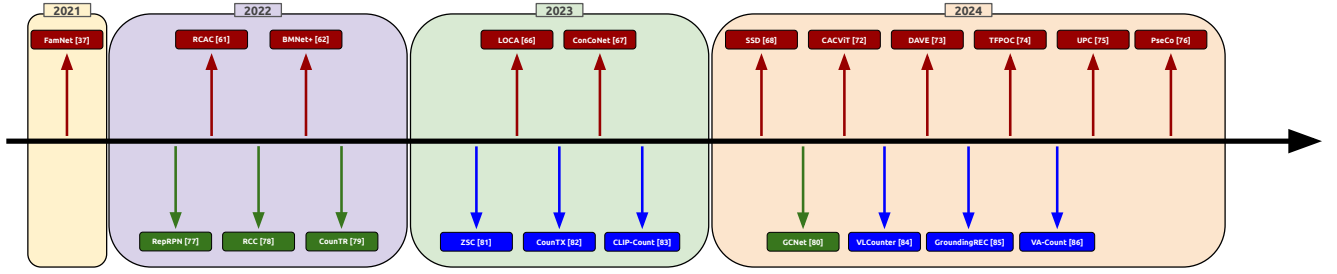 2021
2022
2023
2024
FamNet [37]
RCAC [61]
BMNet+ [62]
LOCA [66]
ConCoNet [67]
SSD [68]
CACViT [72]
DAVE [73]
TFPOC [74]
UPC [75]
PseCo [76]
RepRPN [77]
RCC [78]
CounTR [79]
ZSC [81]
CounTX [82]
CLIP-Count [83]
GCNet [80]
VLCounter [84]
GroundingREC [85]
VA-Count [86]